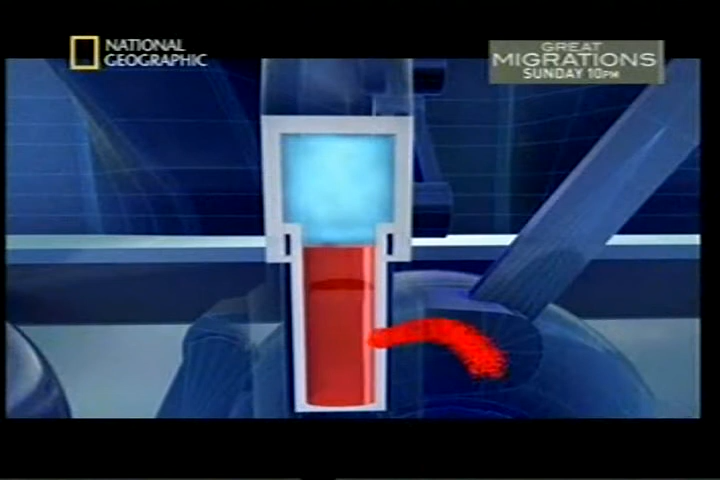 NATIONAL
GEOGRAPHIC
GREAT
MIGRATIONS
SUNDAY 10PM